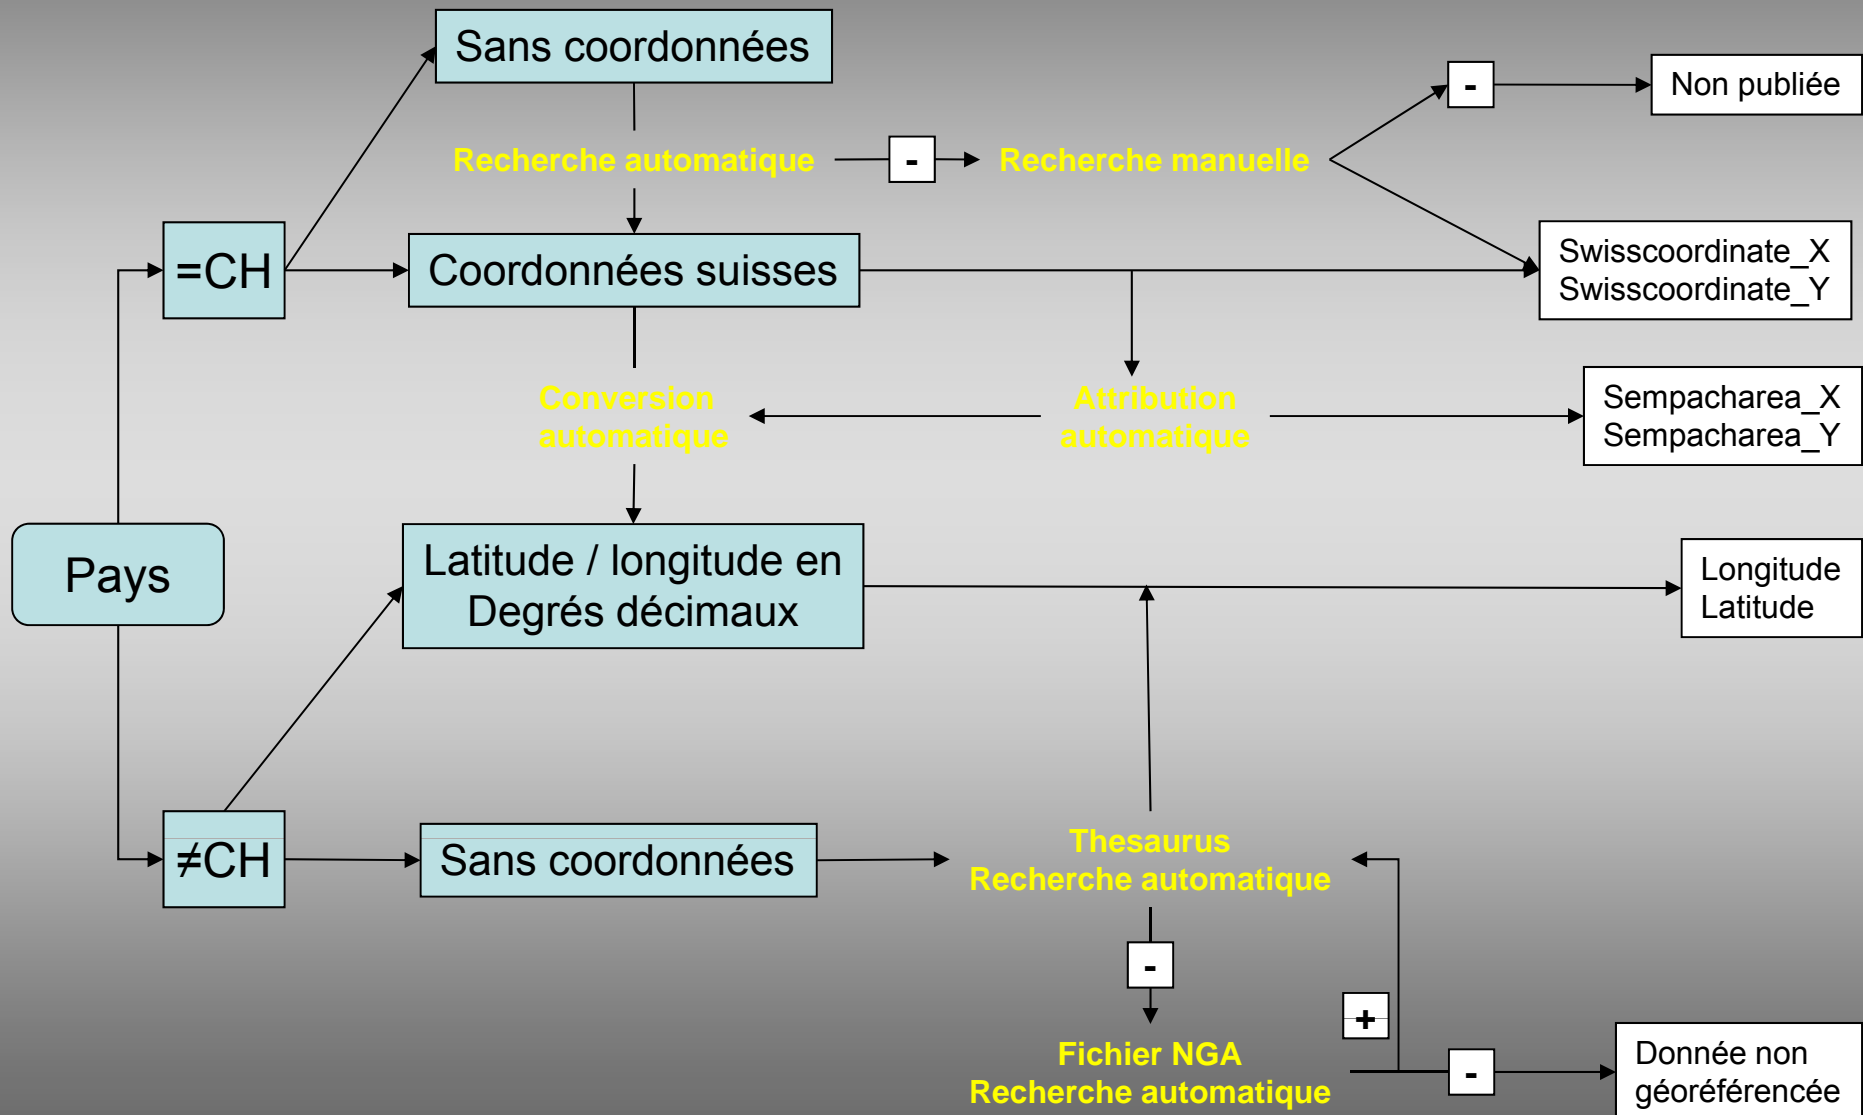 Sans coordonnées
-
Non publiée
Recherche automatique
-
Recherche manuelle
=CH
Coordonnées suisses
Swisscoordinate_X
Swisscoordinate_Y
Conversion
automatique
Attribution
automatique
Sempacharea_X
Sempacharea_Y
Pays
Latitude / longitude en
Degrés décimaux
Longitude
Latitude
≠CH
Sans coordonnées
Thesaurus
Recherche automatique
-
+
Fichier NGA
Recherche automatique
-
Donnée non
géoréférencée